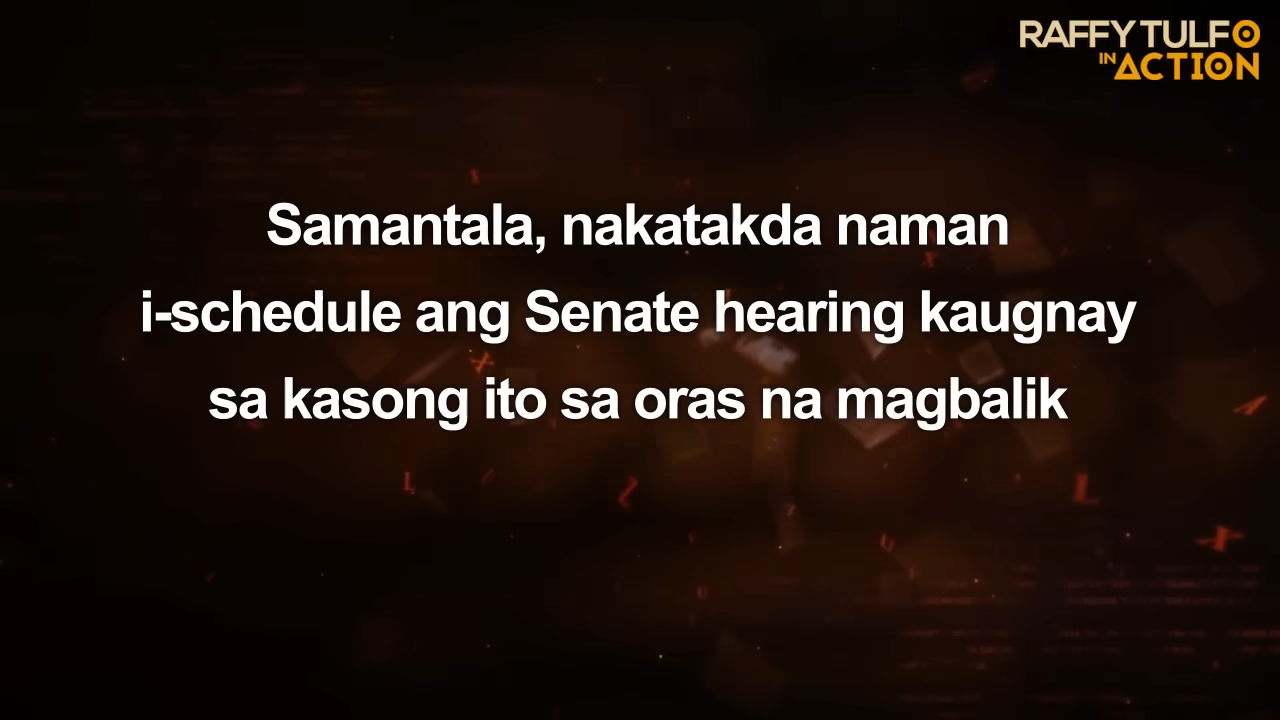 RAFFY TULFO
IN ACTION
Samantala, nakatakda naman
i-schedule ang Senate hearing kaugnay
sa kasong ito sa oras na magbalik